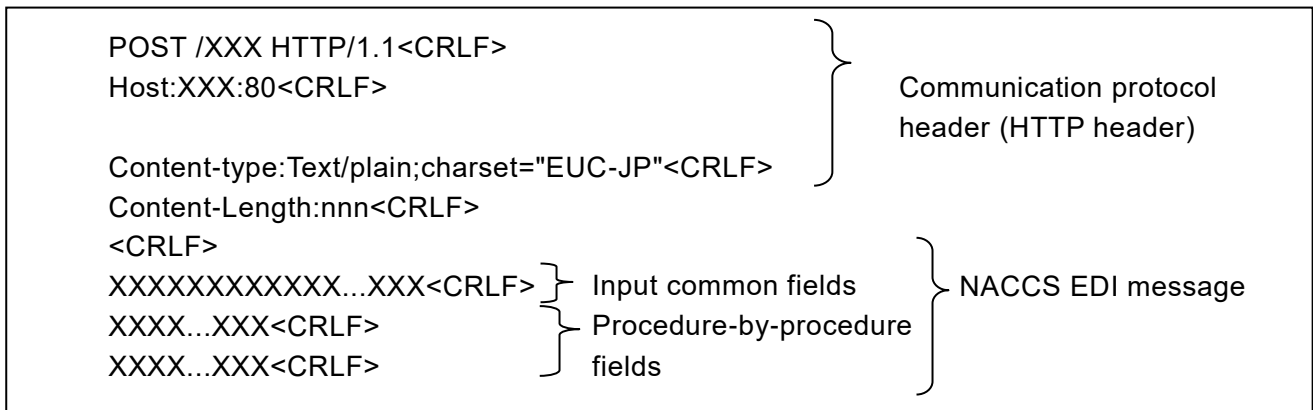 POST /XXX HTTP/1.1<CRLF>
Host:XXX:80<CRLF>
Communication protocol
header (HTTP header)
Content-type:Text/plain;charset="EUC-JP"<CRLF>
Content-Length:nnn<CRLF>
<CRLF>
XXXXXXXXXXXX...XXX<CRLF>
Input common fields
NACCS EDI message
XXXX...XXX<CRLF>
Procedure-by-procedure
XXXX...XXX<CRLF>
fields